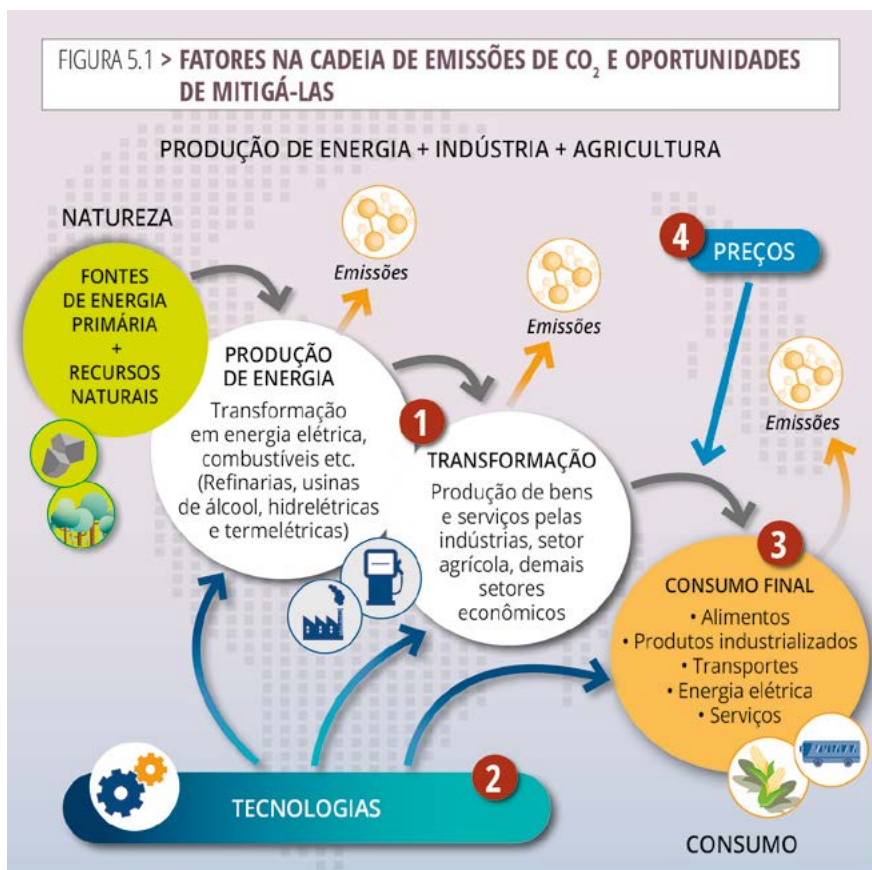 FIGURA 5.1 > FATORES NA CADEIA DE EMISSÕES DE CO₂ E OPORTUNIDADES
DE MITIGÁ-LAS
PRODUÇÃO DE ENERGIA + INDÚSTRIA + AGRICULTURA
NATUREZA
FONTES
DE ENERGIA
PRIMÁRIA
+
RECURSOS
NATURAIS
Emissões
PRODUÇÃO
DE ENERGIA
Transformação
em energia elétrica,
combustíveis etc.
(Refinarias, usinas
de álcool, hidrelétricas
e termelétricas)
1
Emissões
TRANSFORMAÇÃO
Produção de bens
e serviços pelas
indústrias, setor
agrícola, demais
setores
econômicos
4
PREÇOS
Emissões
3
CONSUMO FINAL
• Alimentos
• Produtos industrializados
• Transportes
• Energia elétrica
• Serviços
2
TECNOLOGIAS
CONSUMO